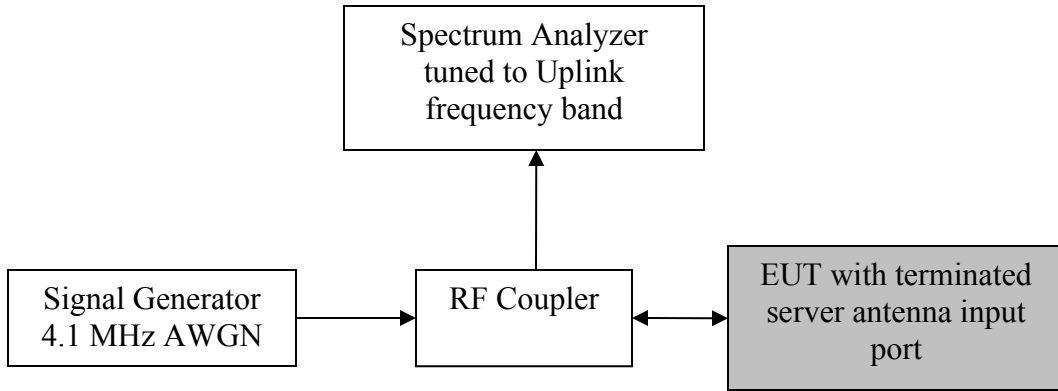 Spectrum Analyzer
tuned to Uplink
frequency band
Signal Generator
4.1 MHz AWGN
RF Coupler
EUT with terminated
server antenna input
port